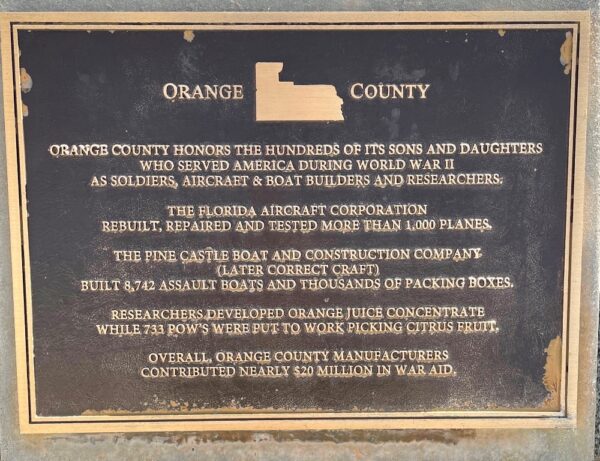 ORANGE COUNTY
ORANGE COUNTY HONORS THE HUNDREDS OF ITS SONS AND DAUGHTERS
WHO SERVED AMERICA DURING WORLD WAR II
AS SOLDIERS, AIRCRAFT & BOAT BUILDERS AND RESEARCHERS.
THE FLORIDA AIRCRAFT CORPORATION
REBUILT, REPAIRED AND TESTED MORE THAN 1,000 PLANES.
THE PINE CASTLE BOAT AND CONSTRUCTION COMPANY
(LATER CORRECT CRAFT)
BUILT 8,742 ASSAULT BOATS AND THOUSANDS OF PACKING BOXES.
RESEARCHERS DEVELOPED ORANGE JUICE CONCENTRATE
WHILE 733 POW'S WERE PUT TO WORK PICKING CITRUS FRUIT.
OVERALL, ORANGE COUNTY MANUFACTURERS
CONTRIBUTED NEARLY $20 MILLION IN WAR AID.